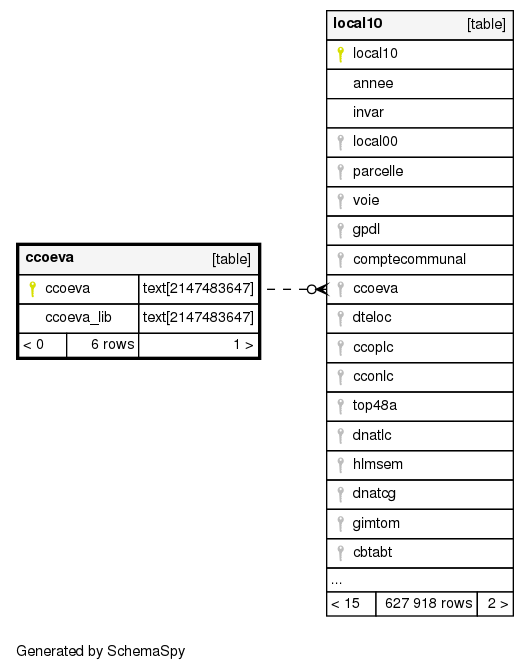 local10 [table]
local10
annee
invar
local00
parcelle
voie
gpdl
comptecommunal
ccoeva
dteloc
ccoplc
cconlc
top48a
dnatlc
hlmsem
dnatcg
gimtom
cbtabt
...
< 15 627 918 rows 2 >
ccoeva [table]
ccoeva text[2147483647]
ccoeva_lib text[2147483647]
< 0 6 rows 1 >
Generated by SchemaSpy